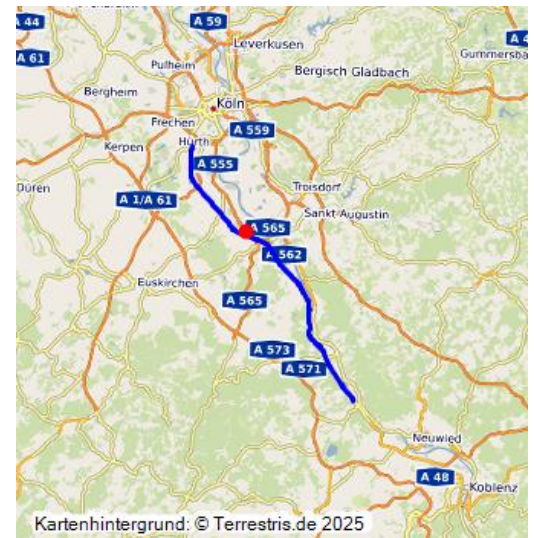 A 44
A 59
A 4
Leverkusen
A 61
Pulheim
Gummersba
Bergisch Gladbach
Bergheim
Köln
Frechen
A 559
Kerpen
Hürth
A 555
Düren
Troisdorf
A 1/A 61
Sankt Augustin
A 565
A 562
Euskirchen
A 565
A 573
A 571
Neuwied
A 48
Koblenz
Kartenhintergrund: © Terrestris.de 2025